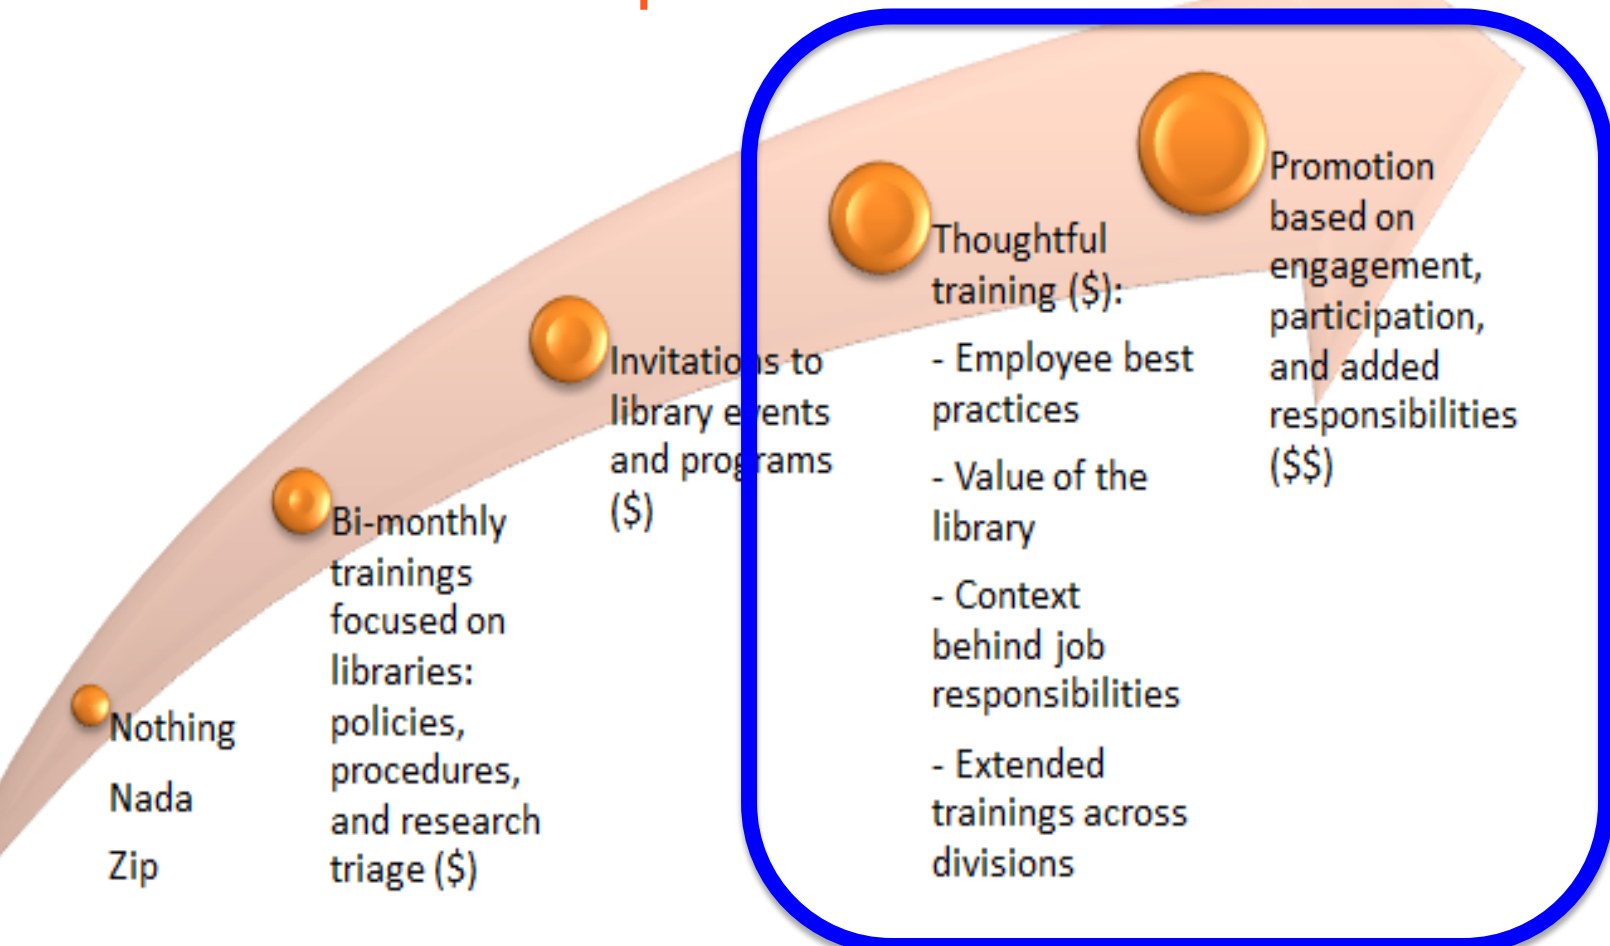 Nothing
Nada
Zip
Bi-monthly
trainings
focused on
libraries:
policies,
procedures,
and research
triage ($)
Invitations to
library events
and programs
($)
Thoughtful
training ($):
- Employee best
practices
- Value of the
library
- Context
behind job
responsibilities
- Extended
trainings across
divisions
Promotion
based on
engagement,
participation,
and added
responsibilities
($$)